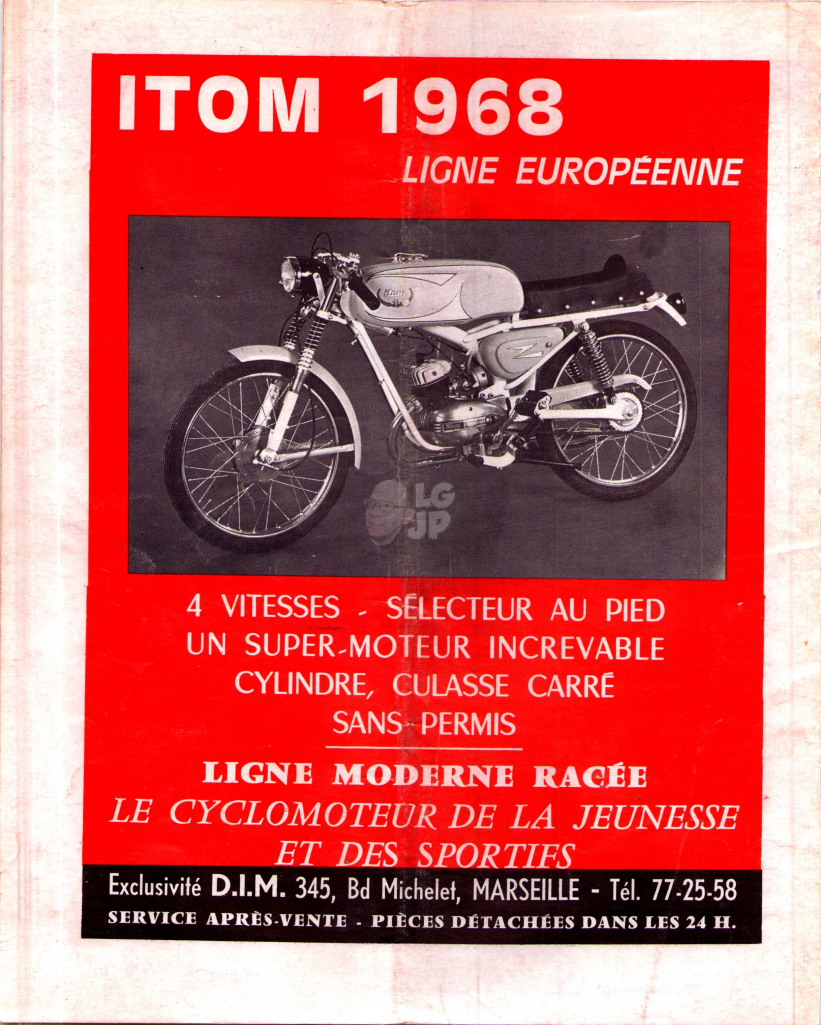 ITOM 1968
LIGNE EUROPÉENNE
itom
LG
JP
4 VITESSES - SÉLECTEUR AU PIED
UN SUPER-MOTEUR INCREVABLE
CYLINDRE, CULASSE CARRÉ
SANS-PERMIS
LIGNE MODERNE RACÉE
LE CYCLOMOTEUR DE LA JEUNESSE
ET DES SPORTIFS
Exclusivité D.I.M. 345, Bd Michelet, MARSEILLE - Tél. 77-25-58
SERVICE APRÈS-VENTE - PIÈCES DÉTACHÉES DANS LES 24 H.